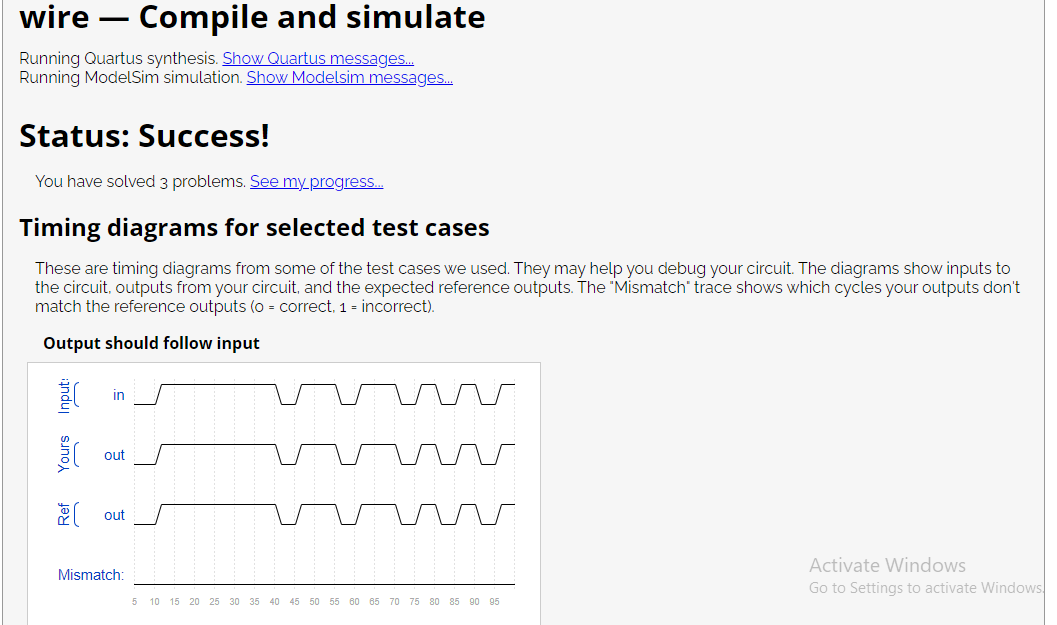 wire — Compile and simulate
Running Quartus synthesis. Show Quartus messages...
Running ModelSim simulation. Show Modelsim messages...
Status: Success!
You have solved 3 problems. See my progress...
Timing diagrams for selected test cases
These are timing diagrams from some of the test cases we used. They may help you debug your circuit. The diagrams show inputs to
the circuit, outputs from your circuit, and the expected reference outputs. The "Mismatch" trace shows which cycles your outputs don't
match the reference outputs (0 = correct, 1 = incorrect).
Output should follow input
Inputs
in
Yours
out
Ref
out
Mismatch:
5 10 15 20 25 30 35 40 45 50 55 60 65 70 75 80 85 90 95
Activate Windows
Go to Settings to activate Windows.